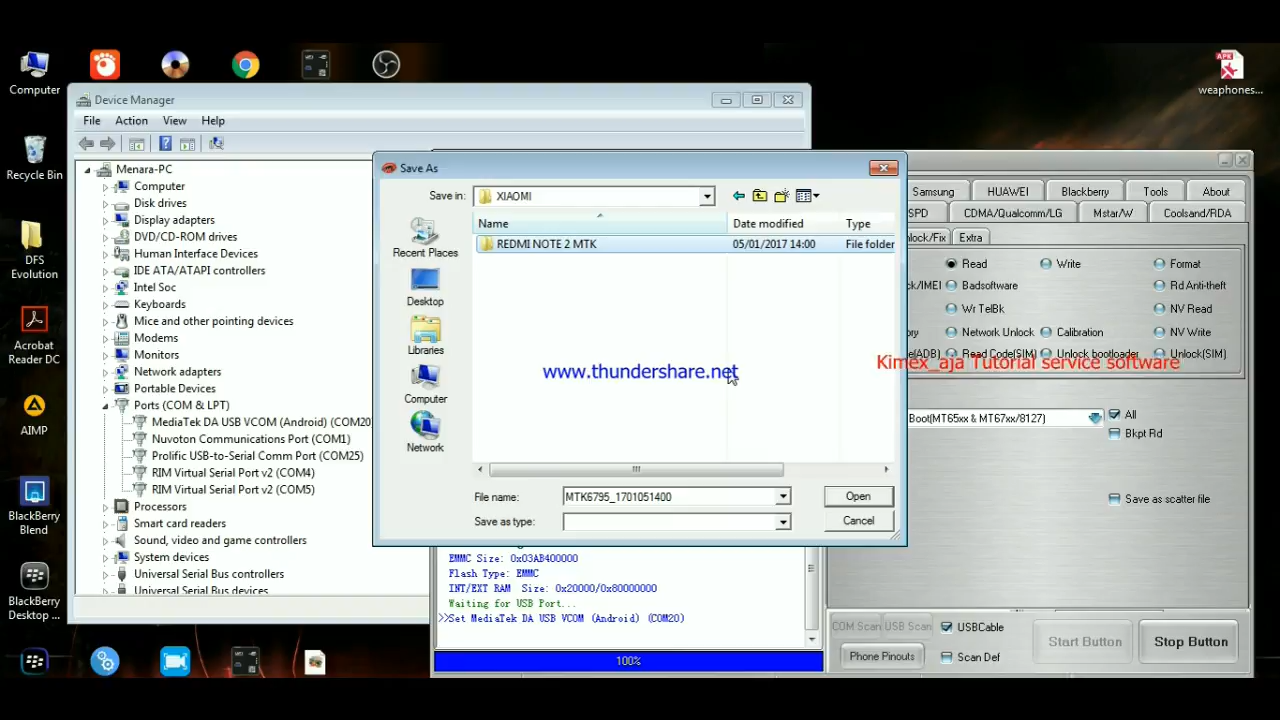 Computer
Recycle Bin
DFS
Evolution
Acrobat
Reader DC
AIMP
BlackBerry
Blend
BlackBerry
Desktop ...
weaphones...
Device Manager
File Action View Help
Menara-PC
Computer
Disk drives
Display adapters
DVD/CD-ROM drives
Human Interface Devices
IDE ATA/ATAPI controllers
Intel Soc
Keyboards
Mice and other pointing devices
Modems
Monitors
Network adapters
Portable Devices
Ports (COM & LPT)
MediaTek DA USB VCOM (Android) (COM20
Nuvoton Communications Port (COM1)
Prolific USB-to-Serial Comm Port (COM25)
RIM Virtual Serial Port v2 (COM4)
RIM Virtual Serial Port v2 (COM5)
Processors
Smart card readers
Sound, video and game controllers
System devices
Universal Serial Bus controllers
Universal Serial Bus devices
Save As
Save in: XIAOMI
Name Date modified Type
REDMI NOTE 2 MTK 05/01/2017 14:00 File folder
Recent Places
Desktop
Libraries
Computer
Network
www.thundershare.net
File name: MTK6795_1701051400 Open
Save as type: Cancel
Samsung HUAWEI Blackberry Tools About
SPD CDMA/Qualcomm/LG Mstar/W Coolsand/RDA
lock/Fix Extra
Read Write Format
k/IMEI Badsoftware Rd Anti-theft
Wr TelBk NV Read
ory Network Unlock Calibration NV Write
e(ADB) Read Code(SIM) Unlock bootloader Unlock(SIM)
Kimex_aja Tutorial service software
Boot(MT65xx & MT67xx/8127) All
Bkpt Rd
Save as scatter file
EMMC Size: 0x03AB400000
Flash Type: EMMC
INT/EXT RAM Size: 0x20000/0x80000000
Waiting for USB Port...
>>Set MediaTek DA USB VCOM (Android) (COM20)
100%
COM Scan USB Scan USBCable
Phone Pinouts Scan Def
Start Button Stop Button